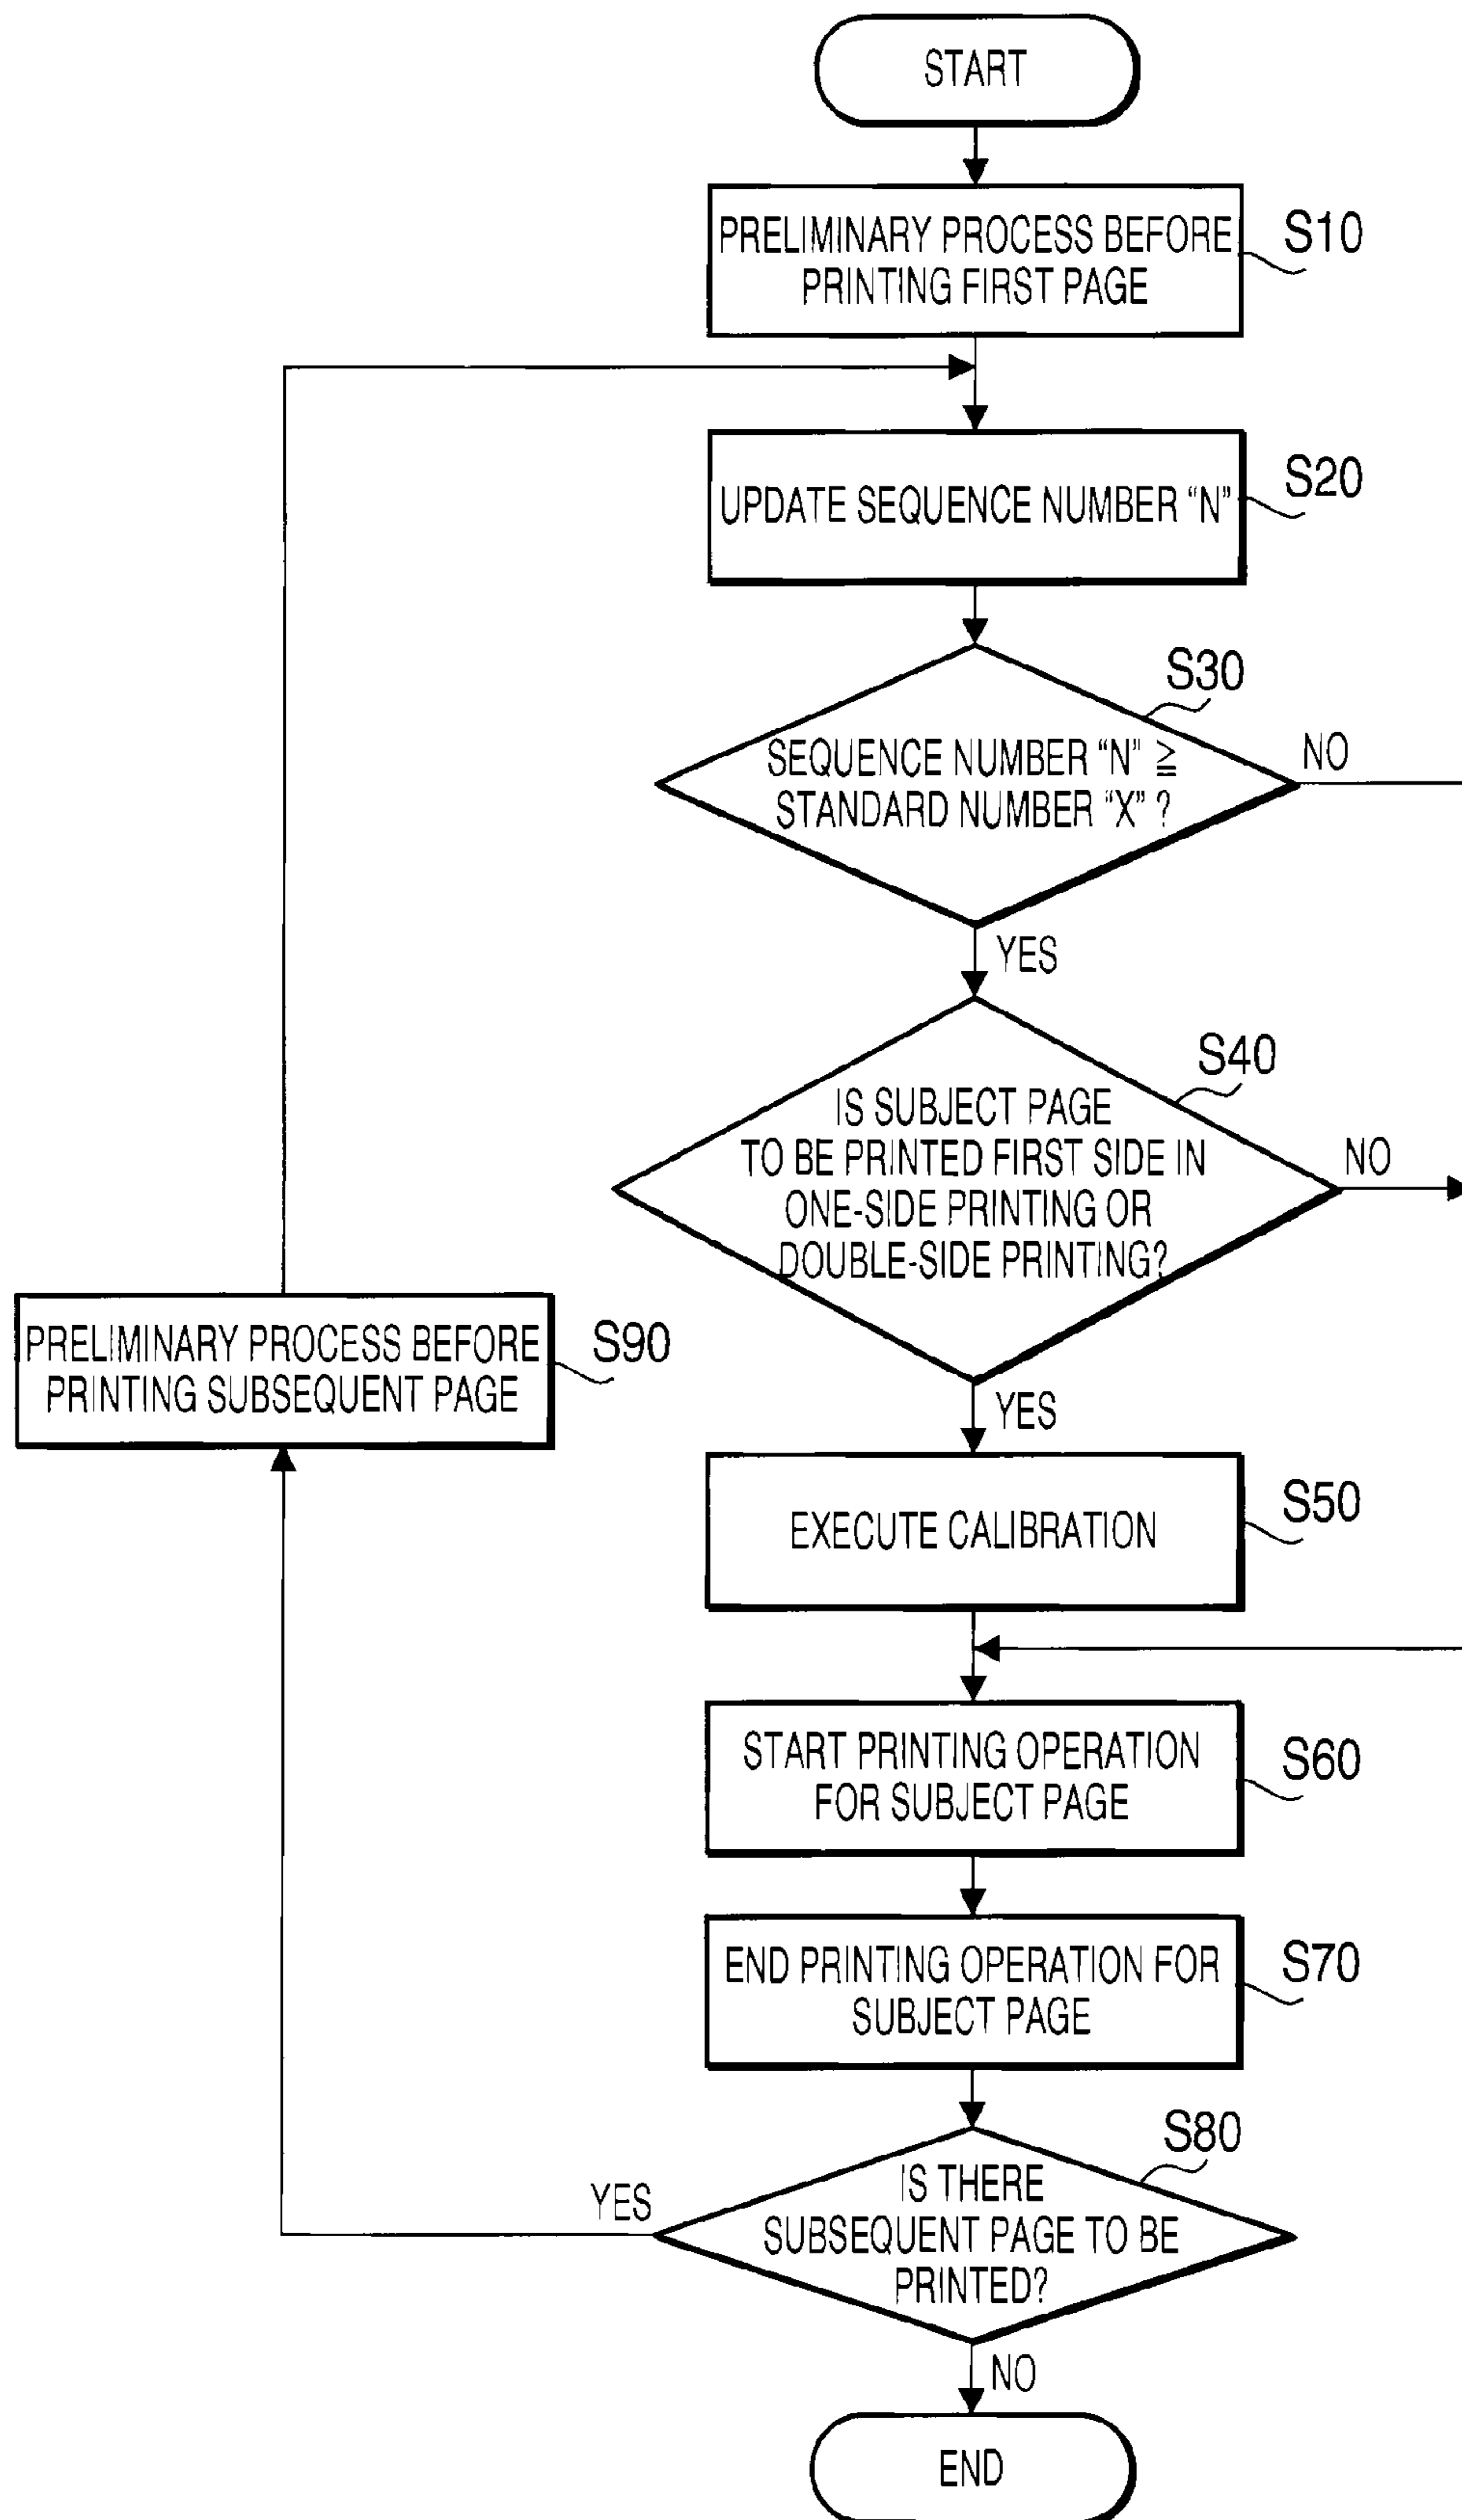 START
PRELIMINARY PROCESS BEFORE
PRINTING FIRST PAGE
S10
UPDATE SEQUENCE NUMBER “N”
S20
S30
SEQUENCE NUMBER “N” ≧
STANDARD NUMBER “X” ?
NO
YES
S40
IS SUBJECT PAGE
TO BE PRINTED FIRST SIDE IN
ONE-SIDE PRINTING OR
DOUBLE-SIDE PRINTING?
NO
YES
PRELIMINARY PROCESS BEFORE
PRINTING SUBSEQUENT PAGE
S90
EXECUTE CALIBRATION
S50
START PRINTING OPERATION
FOR SUBJECT PAGE
S60
END PRINTING OPERATION FOR
SUBJECT PAGE
S70
S80
IS THERE
SUBSEQUENT PAGE TO BE
PRINTED?
YES
NO
END